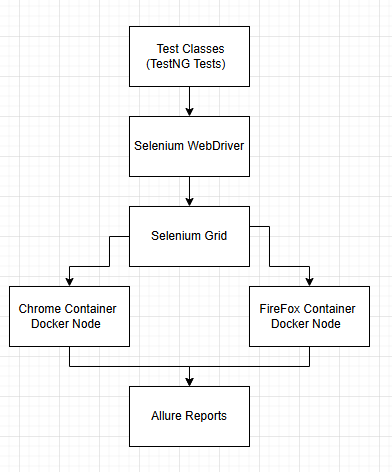 Test Classes
(TestNG Tests)
Selenium WebDriver
Selenium Grid
Chrome Container
Docker Node
FireFox Container
Docker Node
Allure Reports